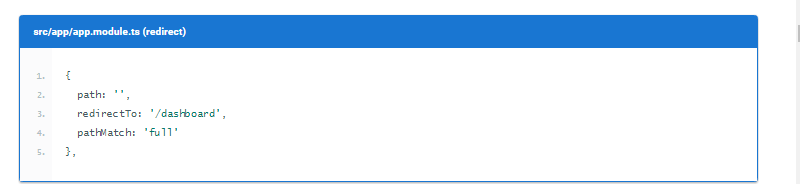 src/app/app.module.ts (redirect)
1. {
2.   path: '',
3.   redirectTo: '/dashboard',
4.   pathMatch: 'full'
5. },